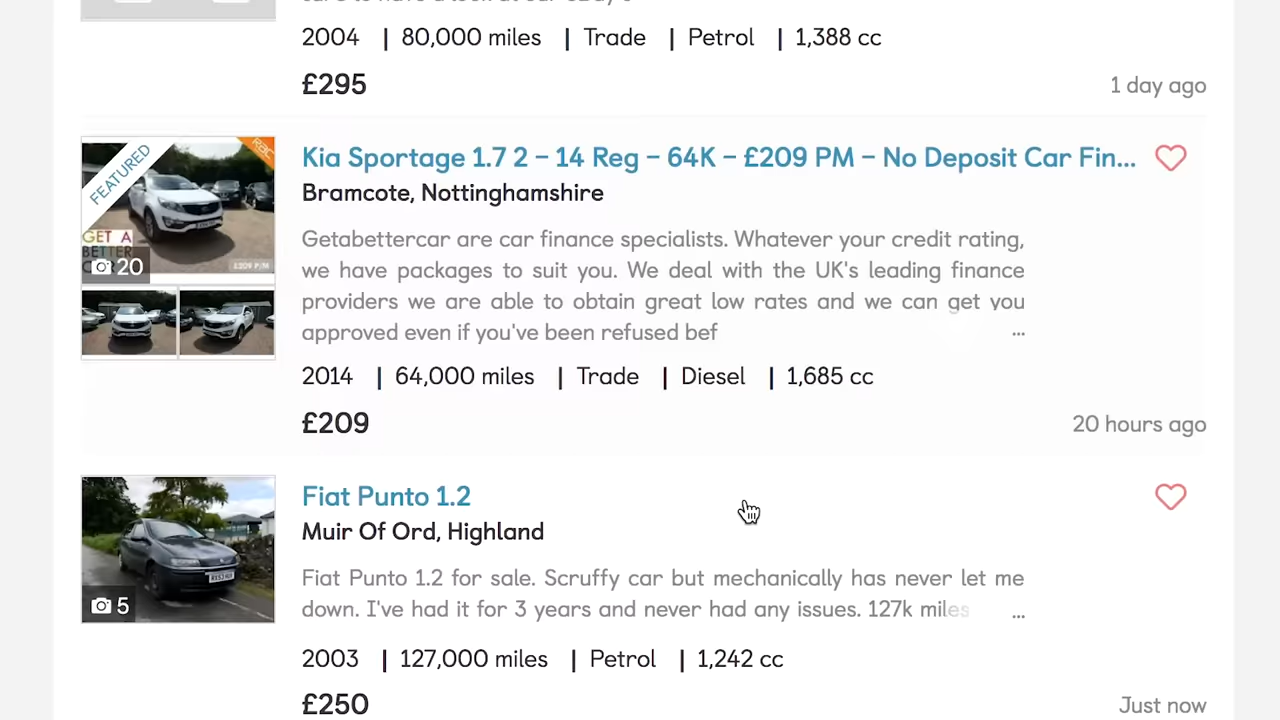 2004 | 80,000 miles | Trade | Petrol | 1,388 cc
£295
1 day ago
FEATURED
RAC
GET A
BETTER
20
£209 P/M
Kia Sportage 1.7 2 – 14 Reg – 64K – £209 PM – No Deposit Car Fin...
Bramcote, Nottinghamshire
Getabettercar are car finance specialists. Whatever your credit rating,
we have packages to suit you. We deal with the UK's leading finance
providers we are able to obtain great low rates and we can get you
approved even if you've been refused bef ...
2014 | 64,000 miles | Trade | Diesel | 1,685 cc
£209
20 hours ago
5
Fiat Punto 1.2
Muir Of Ord, Highland
Fiat Punto 1.2 for sale. Scruffy car but mechanically has never let me
down. I've had it for 3 years and never had any issues. 127k miles ...
2003 | 127,000 miles | Petrol | 1,242 cc
£250
Just now